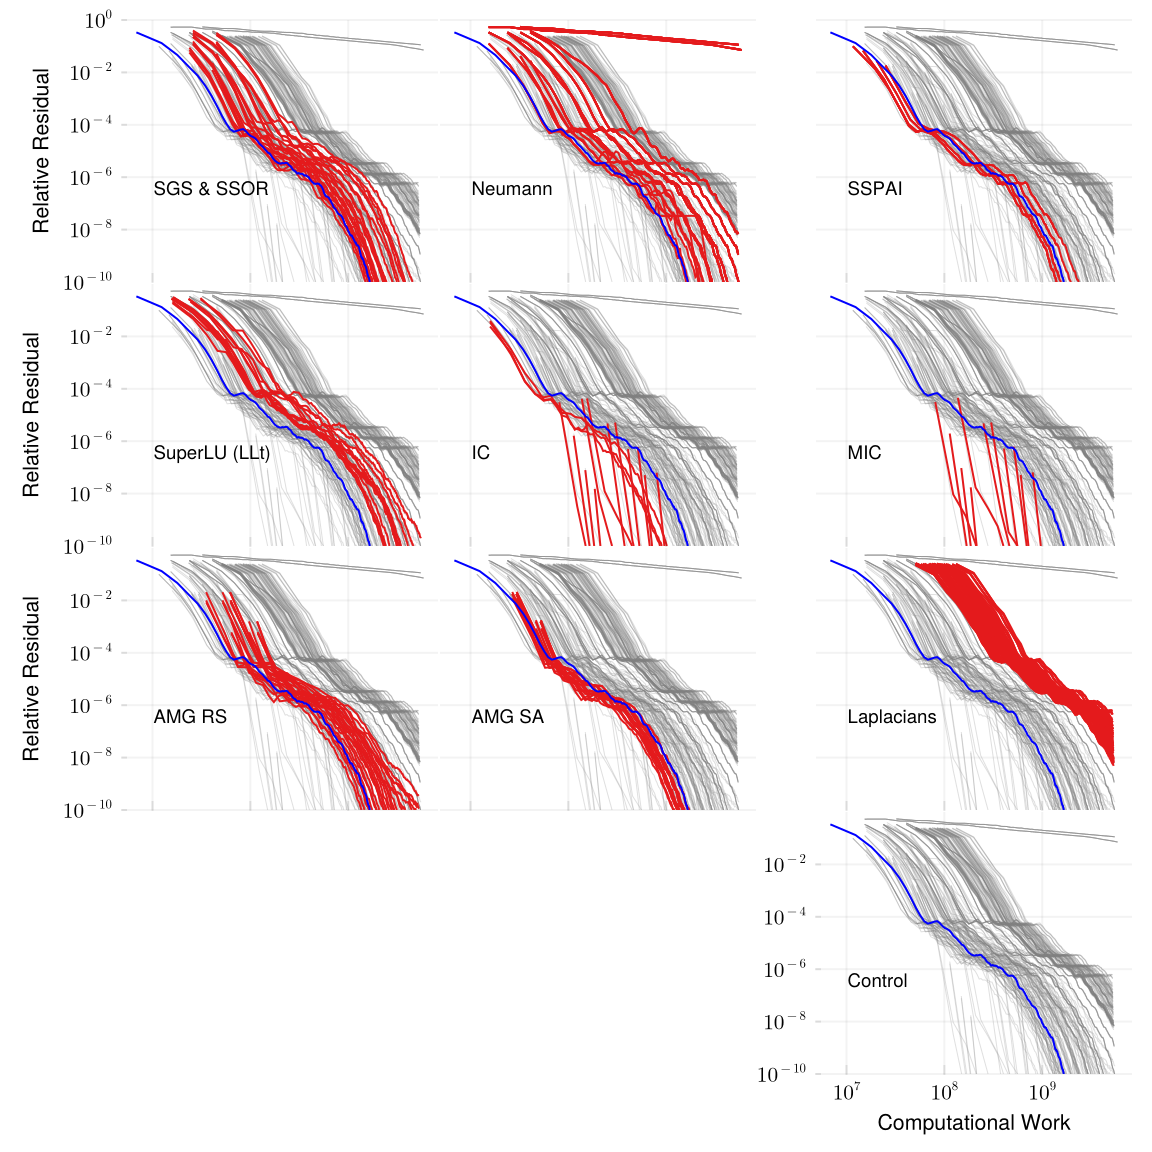 10^0
10^-2
10^-4
10^-6
10^-8
10^-10
Relative Residual
SGS & SSOR
Neumann
SSPAI
10^-2
10^-4
10^-6
10^-8
10^-10
Relative Residual
SuperLU (LLt)
IC
MIC
10^-2
10^-4
10^-6
10^-8
10^-10
Relative Residual
AMG RS
AMG SA
Laplacians
10^-2
10^-4
10^-6
10^-8
10^-10
Control
10^7 10^8 10^9
Computational Work